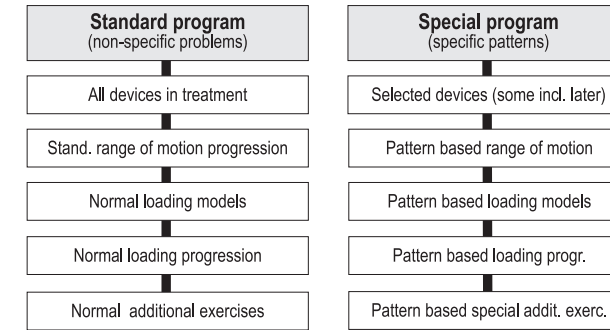 Standard program
(non-specific problems)
All devices in treatment
Stand. range of motion progression
Normal loading models
Normal loading progression
Normal additional exercises
Special program
(specific patterns)
Selected devices (some incl. later)
Pattern based range of motion
Pattern based loading models
Pattern based loading progr.
Pattern based special addit. exerc.